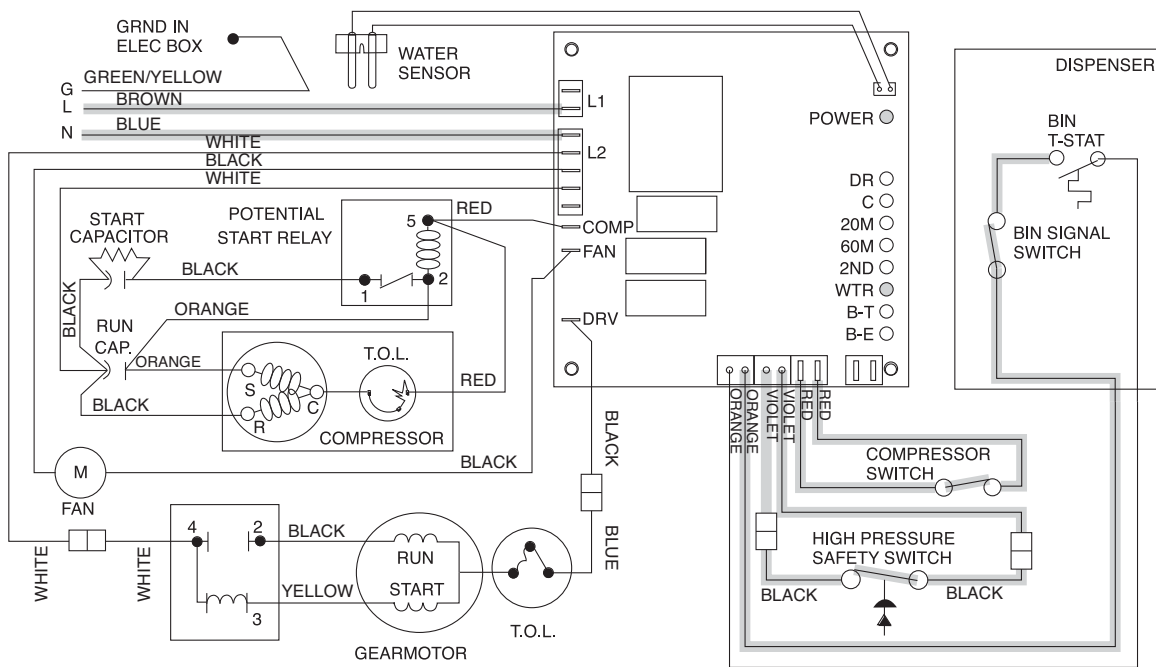 GRND IN
ELEC BOX
WATER
SENSOR
DISPENSER
G
GREEN/YELLOW
L
BROWN
L1
N
BLUE
WHITE
L2
BLACK
WHITE
POWER
BIN
T-STAT
DR
C
20M
60M
2ND
WTR
B-T
B-E
BIN SIGNAL
SWITCH
START
CAPACITOR
POTENTIAL
START RELAY
5
RED
COMP
FAN
BLACK
1
2
ORANGE
BLACK
RUN
CAP.
ORANGE
DRV
T.O.L.
S
C
R
RED
BLACK
COMPRESSOR
ORANGE
ORANGE
VIOLET
VIOLET
RED
RED
BLACK
COMPRESSOR
SWITCH
M
FAN
BLACK
4
2
BLACK
RUN
BLUE
HIGH PRESSURE
SAFETY SWITCH
WHITE
WHITE
YELLOW
START
3
BLACK
BLACK
T.O.L.
GEARMOTOR